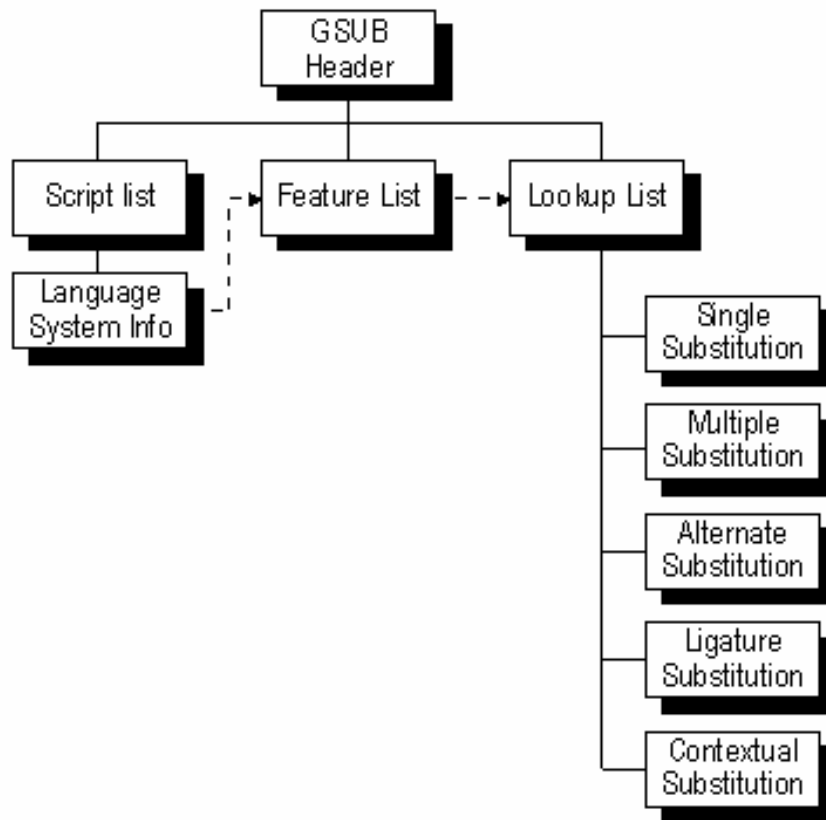 GSUB
Header
Script list
Feature List
Lookup List
Language
System Info
Single
Substitution
Multiple
Substitution
Alternate
Substitution
Ligature
Substitution
Contextual
Substitution